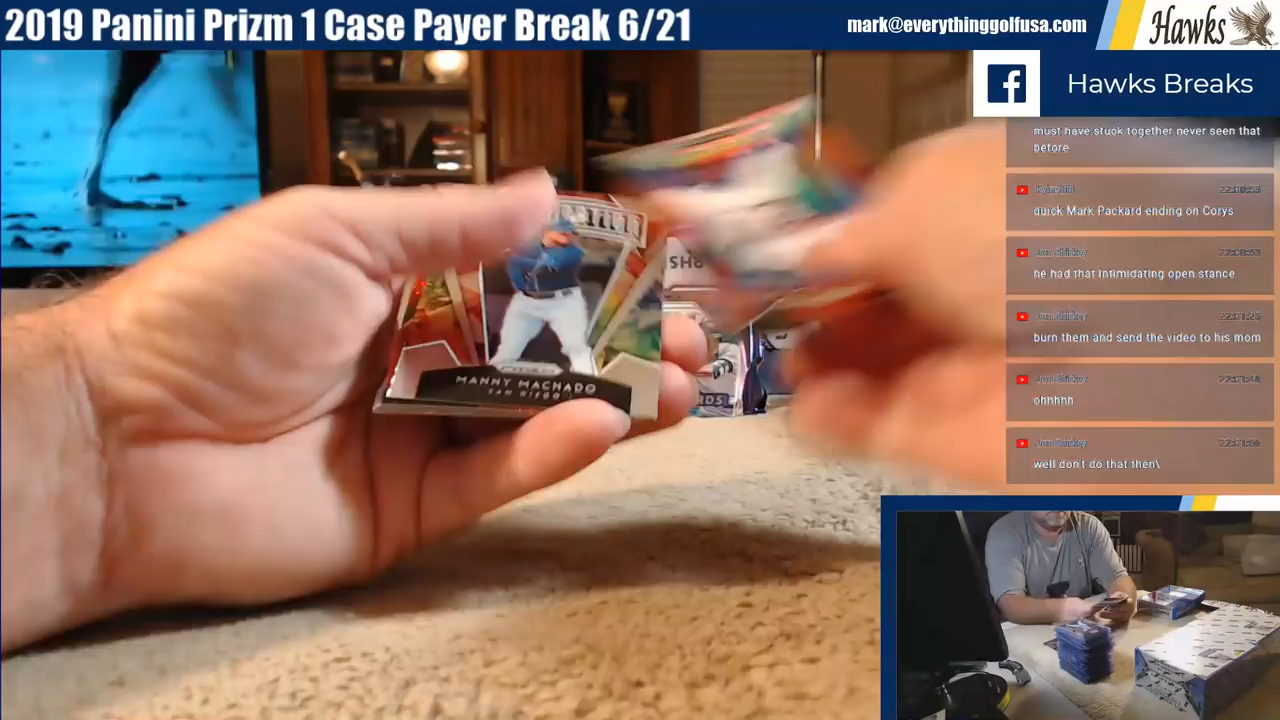 2019 Panini Prizm 1 Case Payer Break 6/21
mark@everythinggolfusa.com
Hawks
Hawks Breaks
must have stuck together never seen that
before
quick Mark Packard ending on Corys
he had that intimidating open stance
burn them and send the video to his mom
ohhhhh
well don't do that then\
MANNY MACHADO
SAN DIEGO